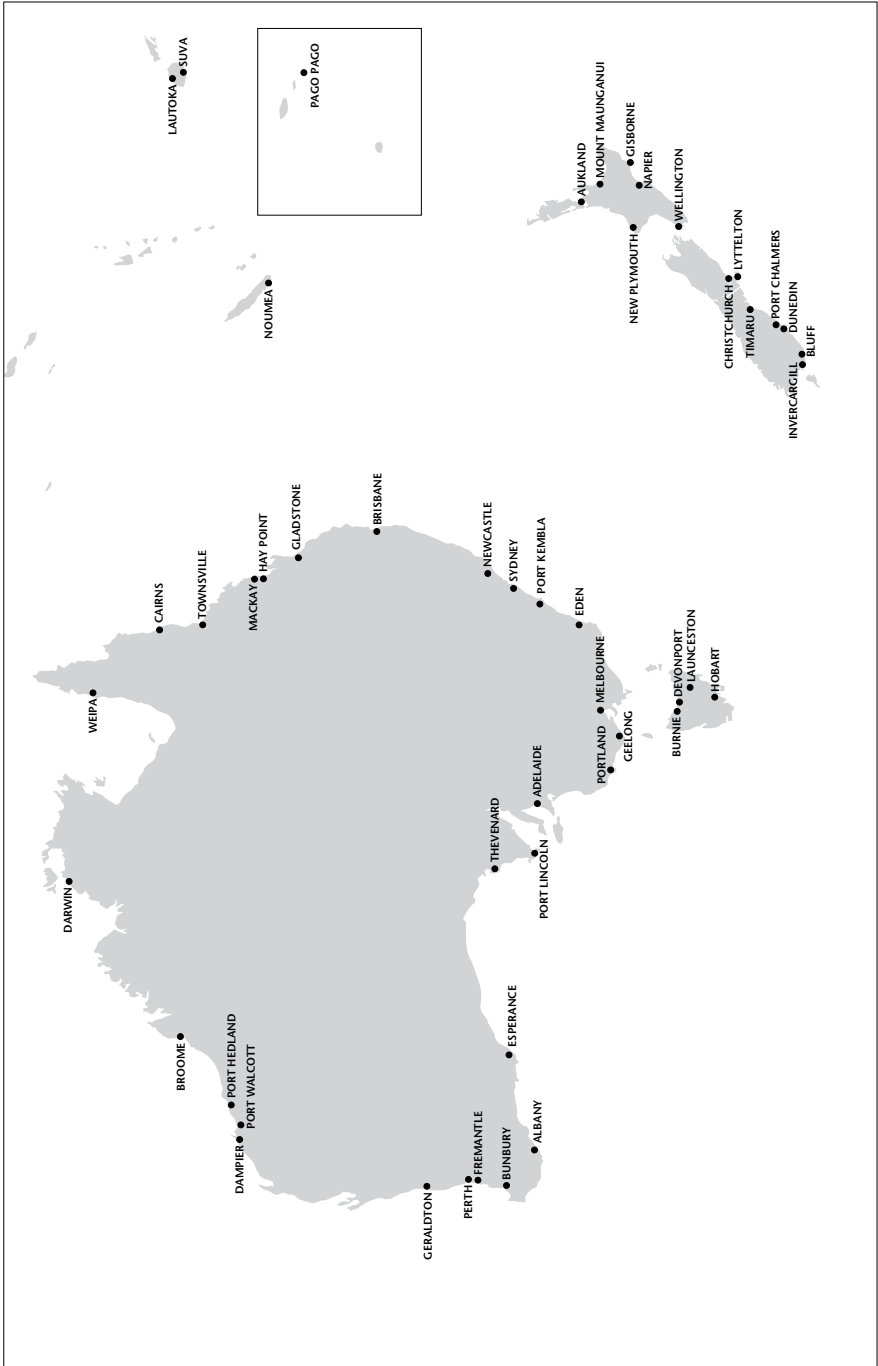 LAUTOKA
SUVA
PAGO PAGO
NOUMEA
AUKLAND
MOUNT MAUNGANUI
GISBORNE
NAPIER
NEW PLYMOUTH
WELLINGTON
CHRISTCHURCH
LYTTELTON
TIMARU
PORT CHALMERS
DUNEDIN
BLUFF
INVERCARGILL
WEIPA
CAIRNS
TOWNSVILLE
MACKAY
HAY POINT
GLADSTONE
BRISBANE
NEWCASTLE
SYDNEY
PORT KEMBLA
EDEN
MELBOURNE
GEELONG
PORTLAND
BURNIE
DEVONPORT
LAUNCESTON
HOBART
ADELAIDE
THEVENARD
PORT LINCOLN
DARWIN
BROOME
PORT HEDLAND
PORT WALCOTT
DAMPIER
GERALDTON
PERTH
FREMANTLE
BUNBURY
ALBANY
ESPERANCE